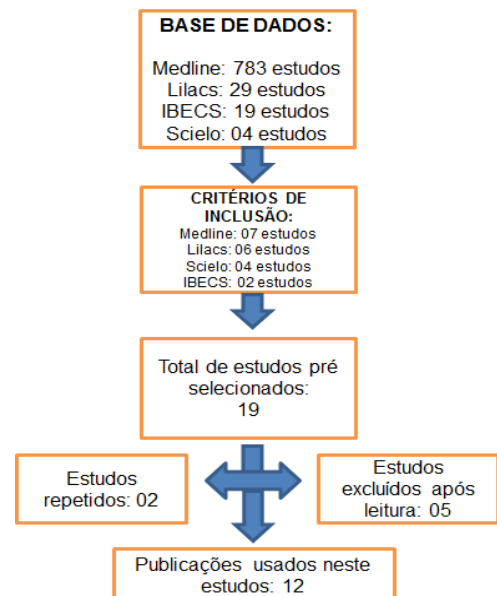 BASE DE DADOS:
Medline: 783 estudos
Lilacs: 29 estudos
IBECS: 19 estudos
Scielo: 04 estudos
CRITÉRIOS DE
INCLUSÃO:
Medline: 07 estudos
Lilacs: 06 estudos
Scielo: 04 estudos
IBECS: 02 estudos
Total de estudos pré
selecionados:
19
Estudos
repetidos: 02
Estudos
excluídos após
leitura: 05
Publicações usados neste
estudos: 12